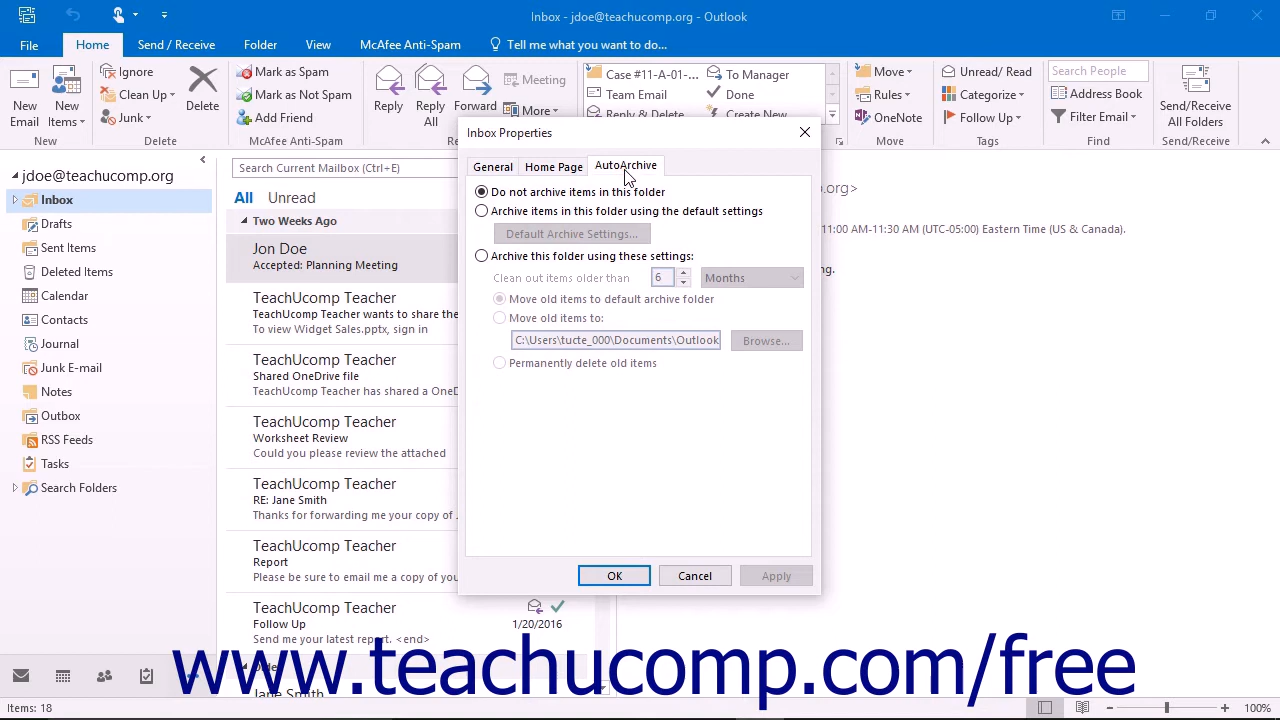 Inbox - jdoe@teachucomp.org - Outlook
File Home Send / Receive Folder View McAfee Anti-Spam Tell me what you want to do...
New Email
New Items
New
Ignore
Clean Up
Junk
Delete
Delete
Mark as Spam
Mark as Not Spam
Add Friend
McAfee Anti-Spam
Reply
Reply All
Forward
Meeting
More
Case #11-A-01-...
Team Email
Reply & Delete
To Manager
Done
Create New
Move
Rules
OneNote
Move
Unread/ Read
Categorize
Follow Up
Tags
Search People
Address Book
Filter Email
Find
Send/Receive All Folders
Send/Receive
jdoe@teachucomp.org
Inbox
Drafts
Sent Items
Deleted Items
Calendar
Contacts
Journal
Junk E-mail
Notes
Outbox
RSS Feeds
Tasks
Search Folders
Search Current Mailbox (Ctrl+E)
All Unread
Two Weeks Ago
Jon Doe
Accepted: Planning Meeting
TeachUcomp Teacher
TeachUcomp Teacher wants to share the
To view Widget Sales.pptx, sign in
TeachUcomp Teacher
Shared OneDrive file
TeachUcomp Teacher has shared a OneD
TeachUcomp Teacher
Worksheet Review
Could you please review the attached
TeachUcomp Teacher
RE: Jane Smith
Thanks for forwarding me your copy of
TeachUcomp Teacher
Report
Please be sure to email me a copy of you
TeachUcomp Teacher
Follow Up 1/20/2016
Send me your latest report. <end>
Older
Jane Smith
Inbox Properties
General Home Page AutoArchive
Do not archive items in this folder
Archive items in this folder using the default settings
Default Archive Settings...
Archive this folder using these settings:
Clean out items older than 6 Months
Move old items to default archive folder
Move old items to:
C:\Users\tucte_000\Documents\Outlook Browse...
Permanently delete old items
OK Cancel Apply
.org>
11:00 AM-11:30 AM (UTC-05:00) Eastern Time (US & Canada).
www.teachucomp.com/free
Items: 18
100%